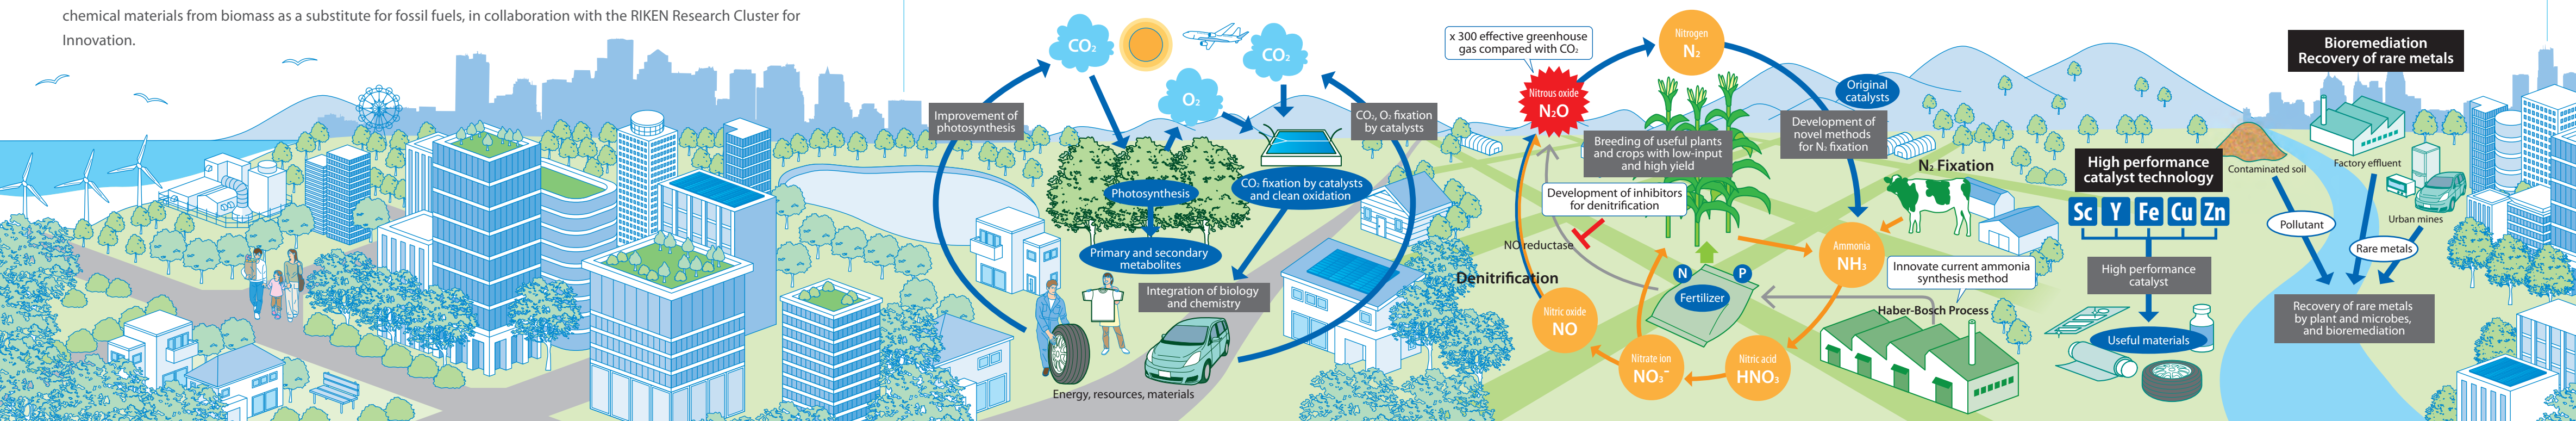 chemical materials from biomass as a substitute for fossil fuels, in collaboration with the RIKEN Research Cluster for
Innovation.
CO₂
CO₂
O₂
Improvement of
photosynthesis
CO₂, O₂ fixation
by catalysts
Photosynthesis
CO₂ fixation by catalysts
and clean oxidation
Primary and secondary
metabolites
Integration of biology
and chemistry
Energy, resources, materials
x 300 effective greenhouse
gas compared with CO₂
Nitrous oxide
N₂O
Nitrogen
N₂
Original
catalysts
Breeding of useful plants
and crops with low-input
and high yield
Development of
novel methods
for N₂ fixation
N₂ Fixation
Development of inhibitors
for denitrification
NO reductase
Denitrification
Ammonia
NH₃
N
P
Fertilizer
Innovate current ammonia
synthesis method
Haber-Bosch Process
Nitric oxide
NO
Nitrate ion
NO₃⁻
Nitric acid
HNO₃
High performance
catalyst technology
Sc Y Fe Cu Zn
High performance
catalyst
Useful materials
Bioremediation
Recovery of rare metals
Contaminated soil
Factory effluent
Urban mines
Pollutant
Rare metals
Recovery of rare metals
by plant and microbes,
and bioremediation